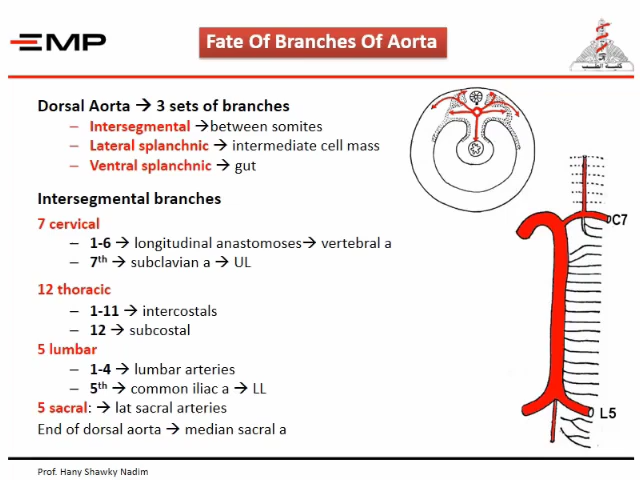 EMP
Fate Of Branches Of Aorta
كلية الطب
Dorsal Aorta → 3 sets of branches
– Intersegmental →between somites
– Lateral splanchnic → intermediate cell mass
– Ventral splanchnic → gut
Intersegmental branches
7 cervical
– 1-6 → longitudinal anastomoses→ vertebral a
– 7th → subclavian a → UL
12 thoracic
– 1-11 → intercostals
– 12 → subcostal
5 lumbar
– 1-4 → lumbar arteries
– 5th → common iliac a → LL
5 sacral: → lat sacral arteries
End of dorsal aorta → median sacral a
C7
L5
Prof. Hany Shawky Nadim